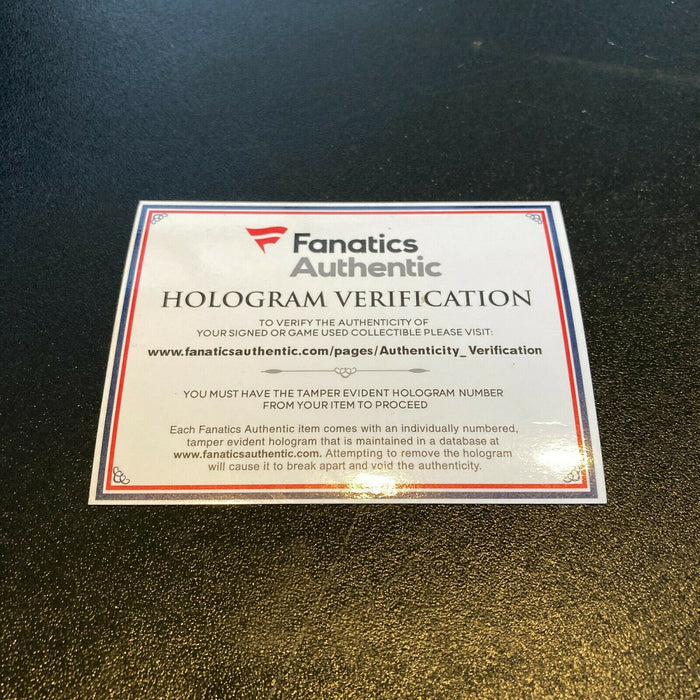 Fanatics
Authentic
HOLOGRAM VERIFICATION
TO VERIFY THE AUTHENTICITY OF
YOUR SIGNED OR GAME USED COLLECTIBLE PLEASE VISIT:
www.fanaticsauthentic.com/pages/Authenticity_Verification
YOU MUST HAVE THE TAMPER EVIDENT HOLOGRAM NUMBER
FROM YOUR ITEM TO PROCEED
Each Fanatics Authentic item comes with an individually numbered,
tamper evident hologram that is maintained in a database at
www.fanaticsauthentic.com. Attempting to remove the hologram
will cause it to break apart and void the authenticity.